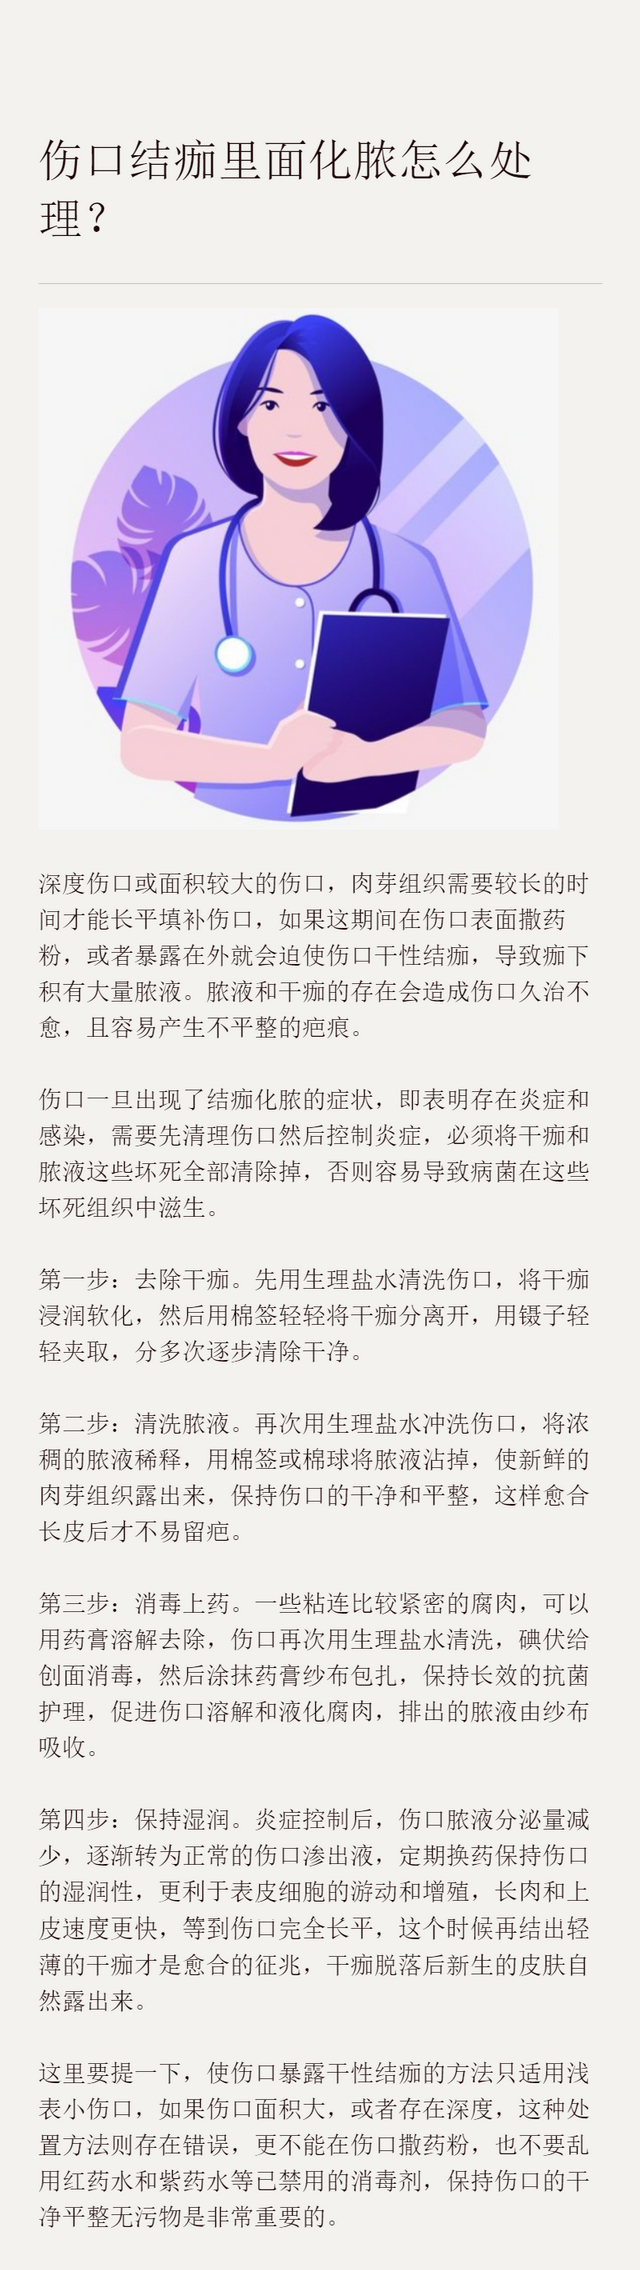 伤口结痂里面化脓怎么处
理？
深度伤口或面积较大的伤口，肉芽组织需要较长的时
间才能长平填补伤口，如果这期间在伤口表面撒药
粉，或者暴露在外就会迫使伤口干性结痂，导致痂下
积有大量脓液。脓液和干痂的存在会造成伤口久治不
愈，且容易产生不平整的疤痕。
伤口一旦出现了结痂化脓的症状，即表明存在炎症和
感染，需要先清理伤口然后控制炎症，必须将干痂和
脓液这些坏死全部清除掉，否则容易导致病菌在这些
坏死组织中滋生。
第一步：去除干痂。先用生理盐水清洗伤口，将干痂
浸润软化，然后用棉签轻轻将干痂分离开，用镊子轻
轻夹取，分多次逐步清除干净。
第二步：清洗脓液。再次用生理盐水冲洗伤口，将浓
稠的脓液稀释，用棉签或棉球将脓液沾掉，使新鲜的
肉芽组织露出来，保持伤口的干净和平整，这样愈合
长皮后才不易留疤。
第三步：消毒上药。一些粘连比较紧密的腐肉，可以
用药膏溶解去除，伤口再次用生理盐水清洗，碘伏给
创面消毒，然后涂抹药膏纱布包扎，保持长效的抗菌
护理，促进伤口溶解和液化腐肉，排出的脓液由纱布
吸收。
第四步：保持湿润。炎症控制后，伤口脓液分泌量减
少，逐渐转为正常的伤口渗出液，定期换药保持伤口
的湿润性，更利于表皮细胞的游动和增殖，长肉和上
皮速度更快，等到伤口完全长平，这个时候再结出轻
薄的干痂才是愈合的征兆，干痂脱落后新生的皮肤自
然露出来。
这里要提一下，使伤口暴露干性结痂的方法只适用浅
表小伤口，如果伤口面积大，或者存在深度，这种处
置方法则存在错误，更不能在伤口撒药粉，也不要乱
用红药水和紫药水等已禁用的消毒剂，保持伤口的干
净平整无污物是非常重要的。